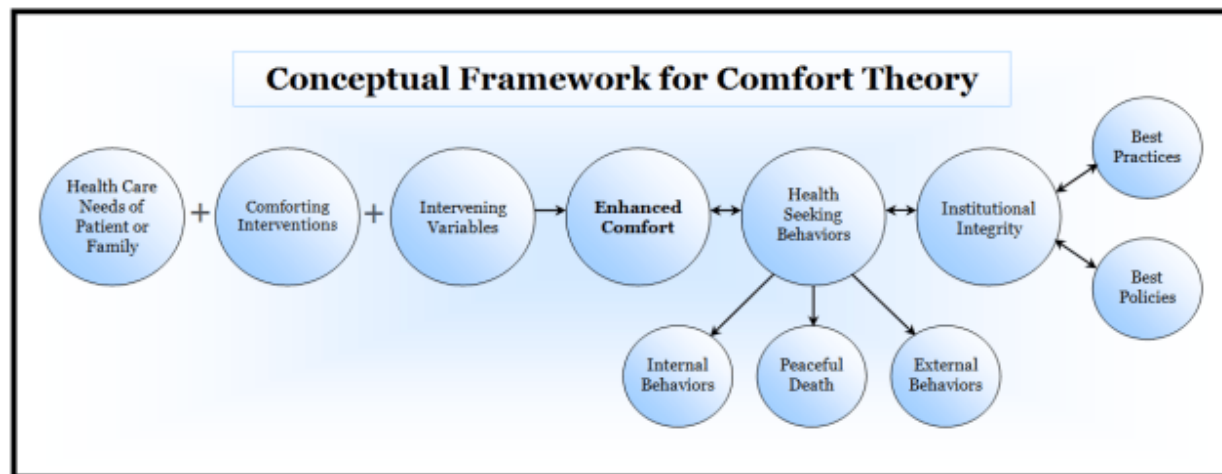 Conceptual Framework for Comfort Theory
Health Care
Needs of
Patient or
Family
+
Comforting
Interventions
+
Intervening
Variables
Enhanced
Comfort
Health
Seeking
Behaviors
Institutional
Integrity
Best
Practices
Best
Policies
Internal
Behaviors
Peaceful
Death
External
Behaviors